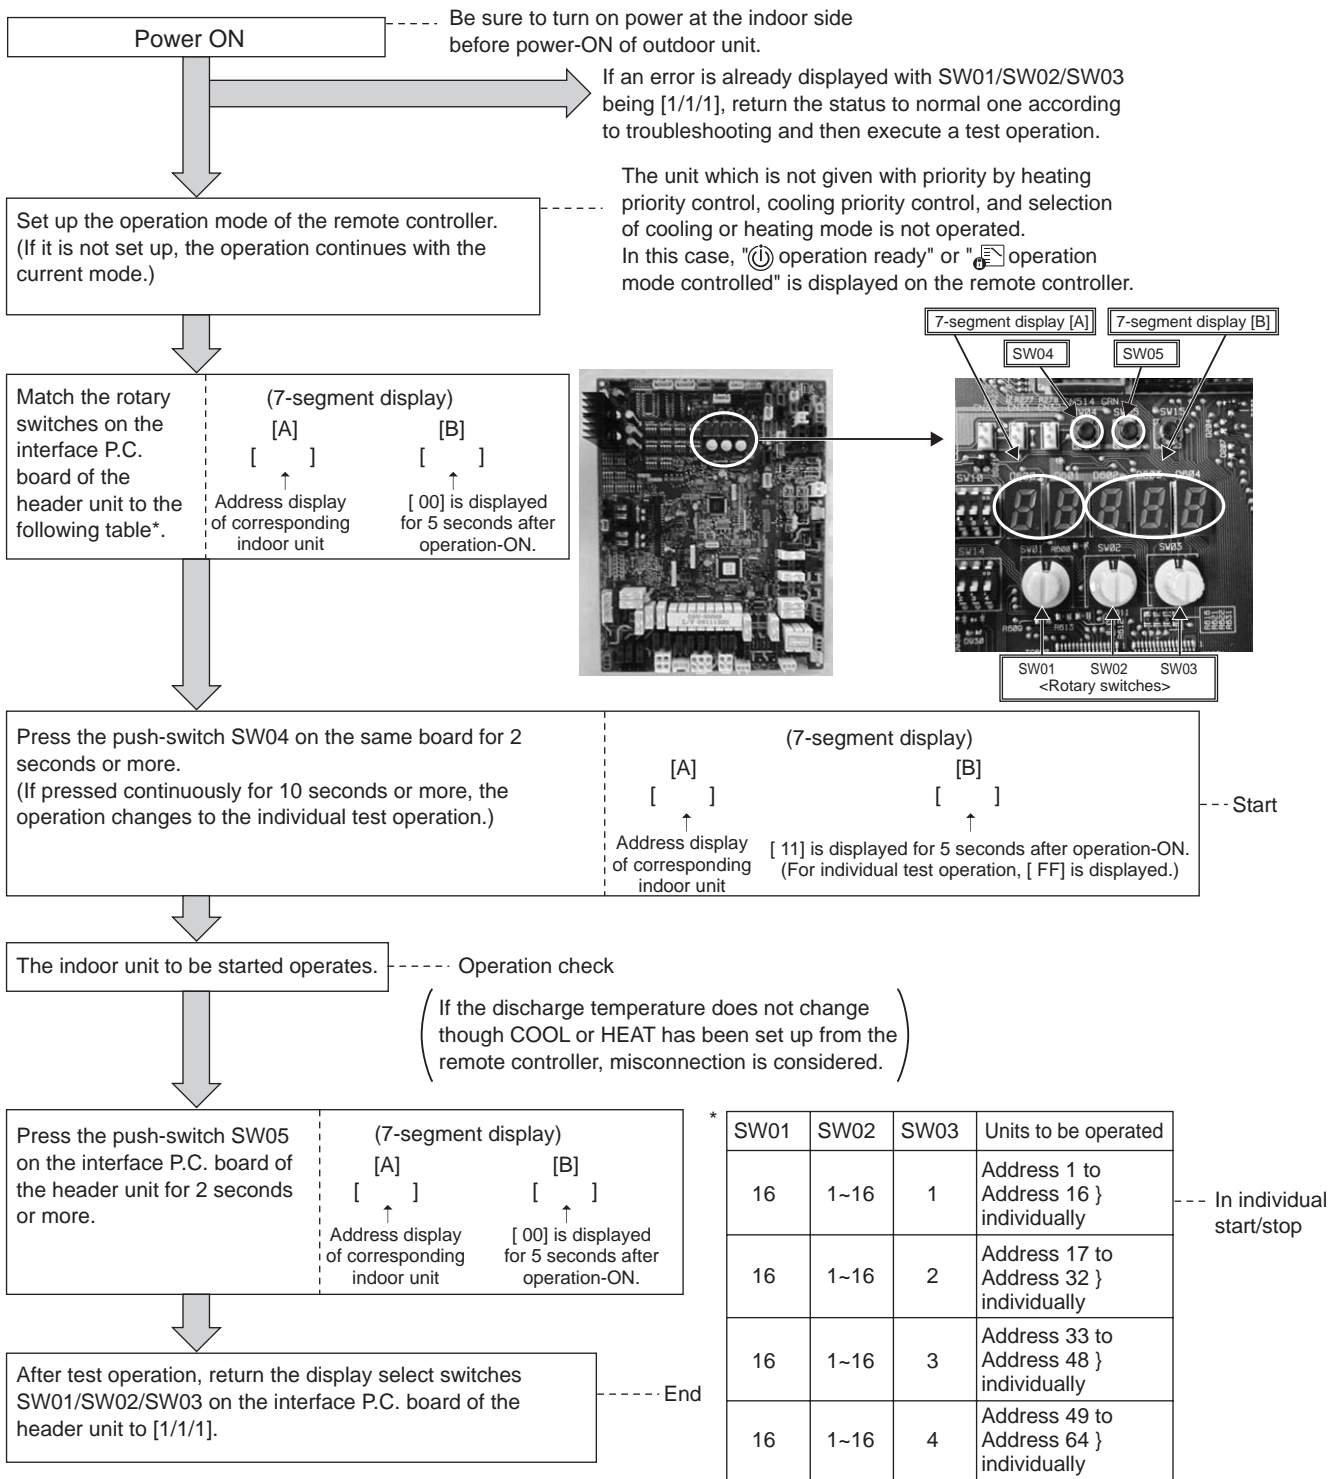 Power ON
Be sure to turn on power at the indoor side
before power-ON of outdoor unit.
If an error is already displayed with SW01/SW02/SW03
being [1/1/1], return the status to normal one according
to troubleshooting and then execute a test operation.
Set up the operation mode of the remote controller.
(If it is not set up, the operation continues with the
current mode.)
The unit which is not given with priority by heating
priority control, cooling priority control, and selection
of cooling or heating mode is not operated.
In this case, " operation ready" or " operation
mode controlled" is displayed on the remote controller.
7-segment display [A]
7-segment display [B]
SW04
SW05
Match the rotary
switches on the
interface P.C.
board of the
header unit to the
following table*.
(7-segment display)
[A]
[B]
[ ]
[ ]
↑
↑
Address display
of corresponding
indoor unit
[ 00] is displayed
for 5 seconds after
operation-ON.
SW10
SW14
SW15
D601
D602
D603
D604
SW01
SW02
SW03
R609
R613
D930
SW01 SW02 SW03
<Rotary switches>
Press the push-switch SW04 on the same board for 2
seconds or more.
(If pressed continuously for 10 seconds or more, the
operation changes to the individual test operation.)
(7-segment display)
[A]
[B]
[ ]
[ ]
↑
↑
Address display
of corresponding
indoor unit
[ 11] is displayed for 5 seconds after operation-ON.
(For individual test operation, [ FF] is displayed.)
Start
The indoor unit to be started operates.
Operation check
If the discharge temperature does not change
though COOL or HEAT has been set up from the
remote controller, misconnection is considered.
Press the push-switch SW05
on the interface P.C. board of
the header unit for 2 seconds
or more.
(7-segment display)
[A]
[B]
[ ]
[ ]
↑
↑
Address display
of corresponding
indoor unit
[ 00] is displayed
for 5 seconds after
operation-ON.
After test operation, return the display select switches
SW01/SW02/SW03 on the interface P.C. board of the
header unit to [1/1/1].
End
*
SW01 SW02 SW03 Units to be operated
16 1~16 1 Address 1 to
Address 16 }
individually
16 1~16 2 Address 17 to
Address 32 }
individually
16 1~16 3 Address 33 to
Address 48 }
individually
16 1~16 4 Address 49 to
Address 64 }
individually
In individual
start/stop